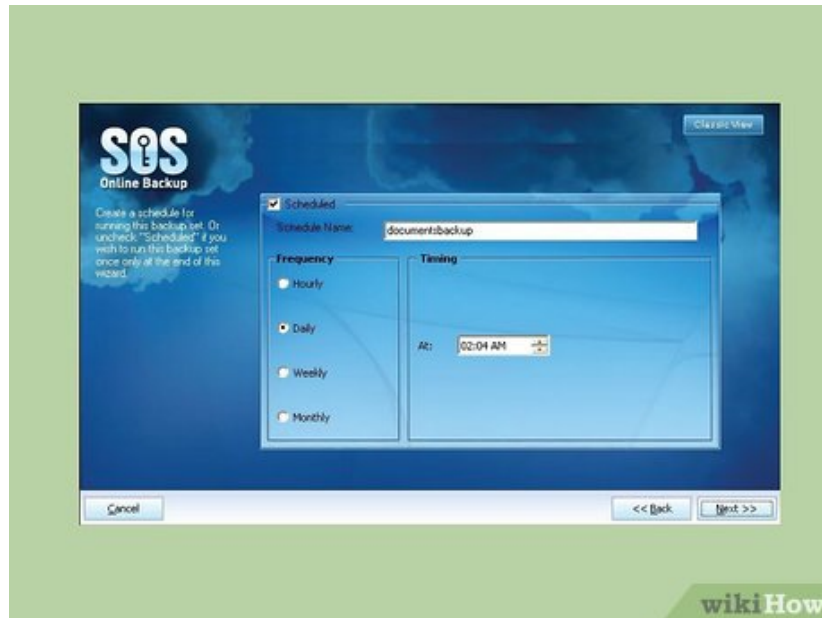 Classic View
SOS
Online Backup
Create a schedule for
running this backup set. Or
uncheck "Scheduled" if you
wish to run this backup set
once only at the end of this
wizard.
Scheduled
Schedule Name:
documentsbackup
Frequency
Timing
Hourly
Daily
At:
02:04 AM
Weekly
Monthly
Cancel
<< Back
Next >>
wikiHow